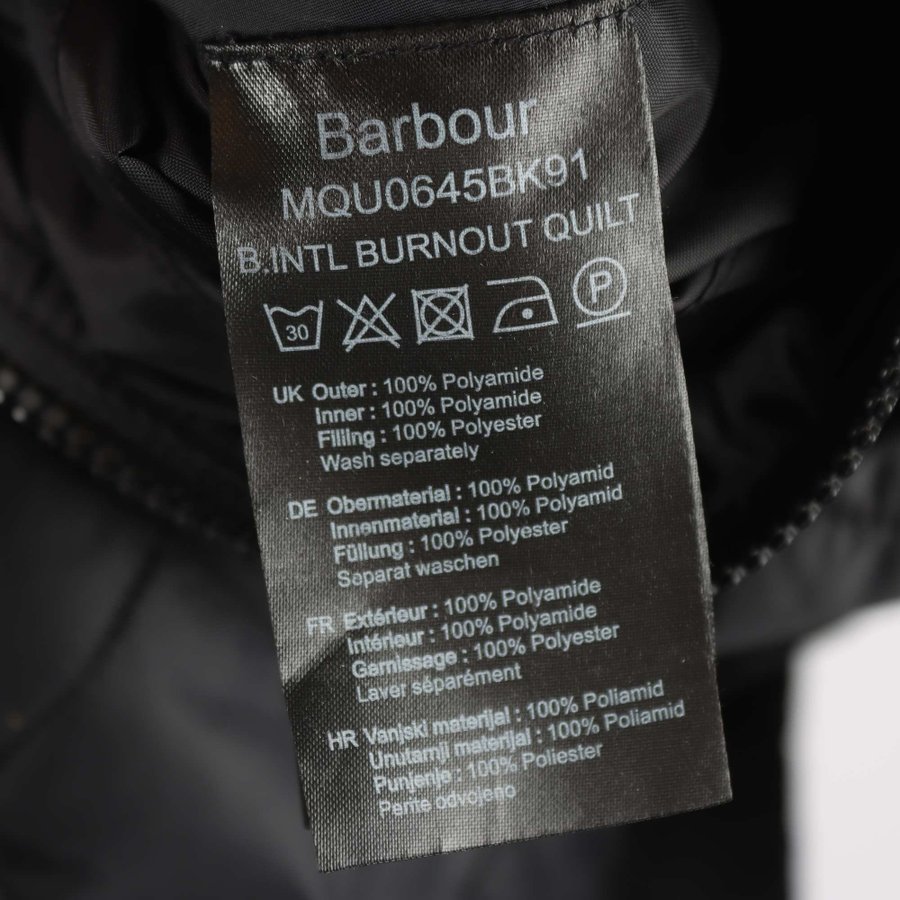 Barbour
MQU0645BK91
B.INTL BURNOUT QUILT
30 P
UK Outer : 100% Polyamide
Inner : 100% Polyamide
Fililng : 100% Polyester
Wash separately
DE Obermaterial : 100% Polyamid
Innenmaterial : 100% Polyamid
Füllung : 100% Polyester
Separat waschen
FR Extérieur : 100% Polyamide
Intérieur : 100% Polyamide
Garnissage : 100% Polyester
Laver séparément
HR Vanjski materijal : 100% Poliamid
Unutarnji materijal : 100% Poliamid
Punjenje : 100% Poliester
Perite odvojeno